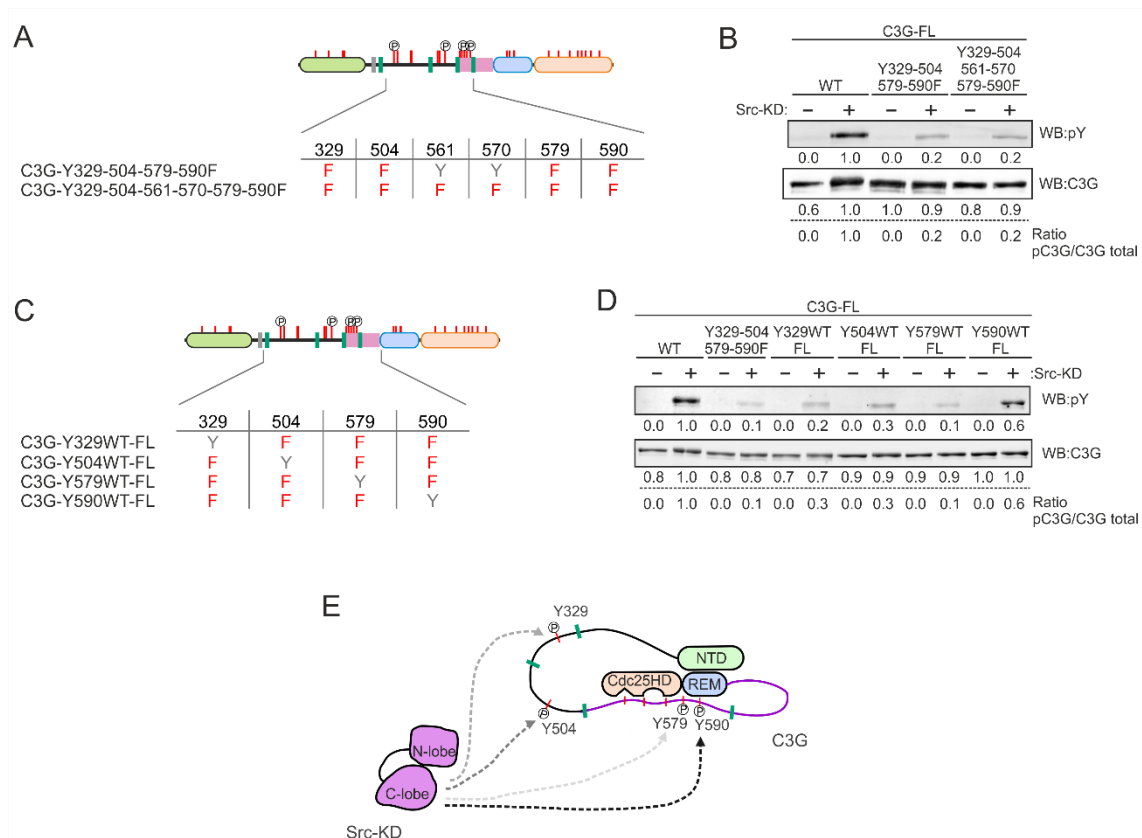 A
P P P P
329 504 561 570 579 590
C3G-Y329-504-579-590F F F Y Y F F
C3G-Y329-504-561-570-579-590F F F F F F F
B
C3G-FL
WT Y329-504 579-590F Y329-504 561-570 579-590F
Src-KD: – + – + – +
WB:pY
0.0 1.0 0.0 0.2 0.0 0.2
WB:C3G
0.6 1.0 1.0 0.9 0.8 0.9
0.0 1.0 0.0 0.2 0.0 0.2 Ratio
pC3G/C3G total
C
P P P P
329 504 579 590
C3G-Y329WT-FL Y F F F
C3G-Y504WT-FL F Y F F
C3G-Y579WT-FL F F Y F
C3G-Y590WT-FL F F F Y
D
C3G-FL
WT Y329-504 579-590F Y329WT FL Y504WT FL Y579WT FL Y590WT FL
– + – + – + – + – + – + :Src-KD
WB:pY
0.0 1.0 0.0 0.1 0.0 0.2 0.0 0.3 0.0 0.1 0.0 0.6
WB:C3G
0.8 1.0 0.8 0.8 0.7 0.7 0.9 0.9 0.9 0.9 1.0 1.0
0.0 1.0 0.0 0.1 0.0 0.3 0.0 0.3 0.0 0.1 0.0 0.6 Ratio
pC3G/C3G total
E
Y329
P
NTD
Cdc25HD REM
P Y504
P P
Y579 Y590
C3G
N-lobe
C-lobe
Src-KD